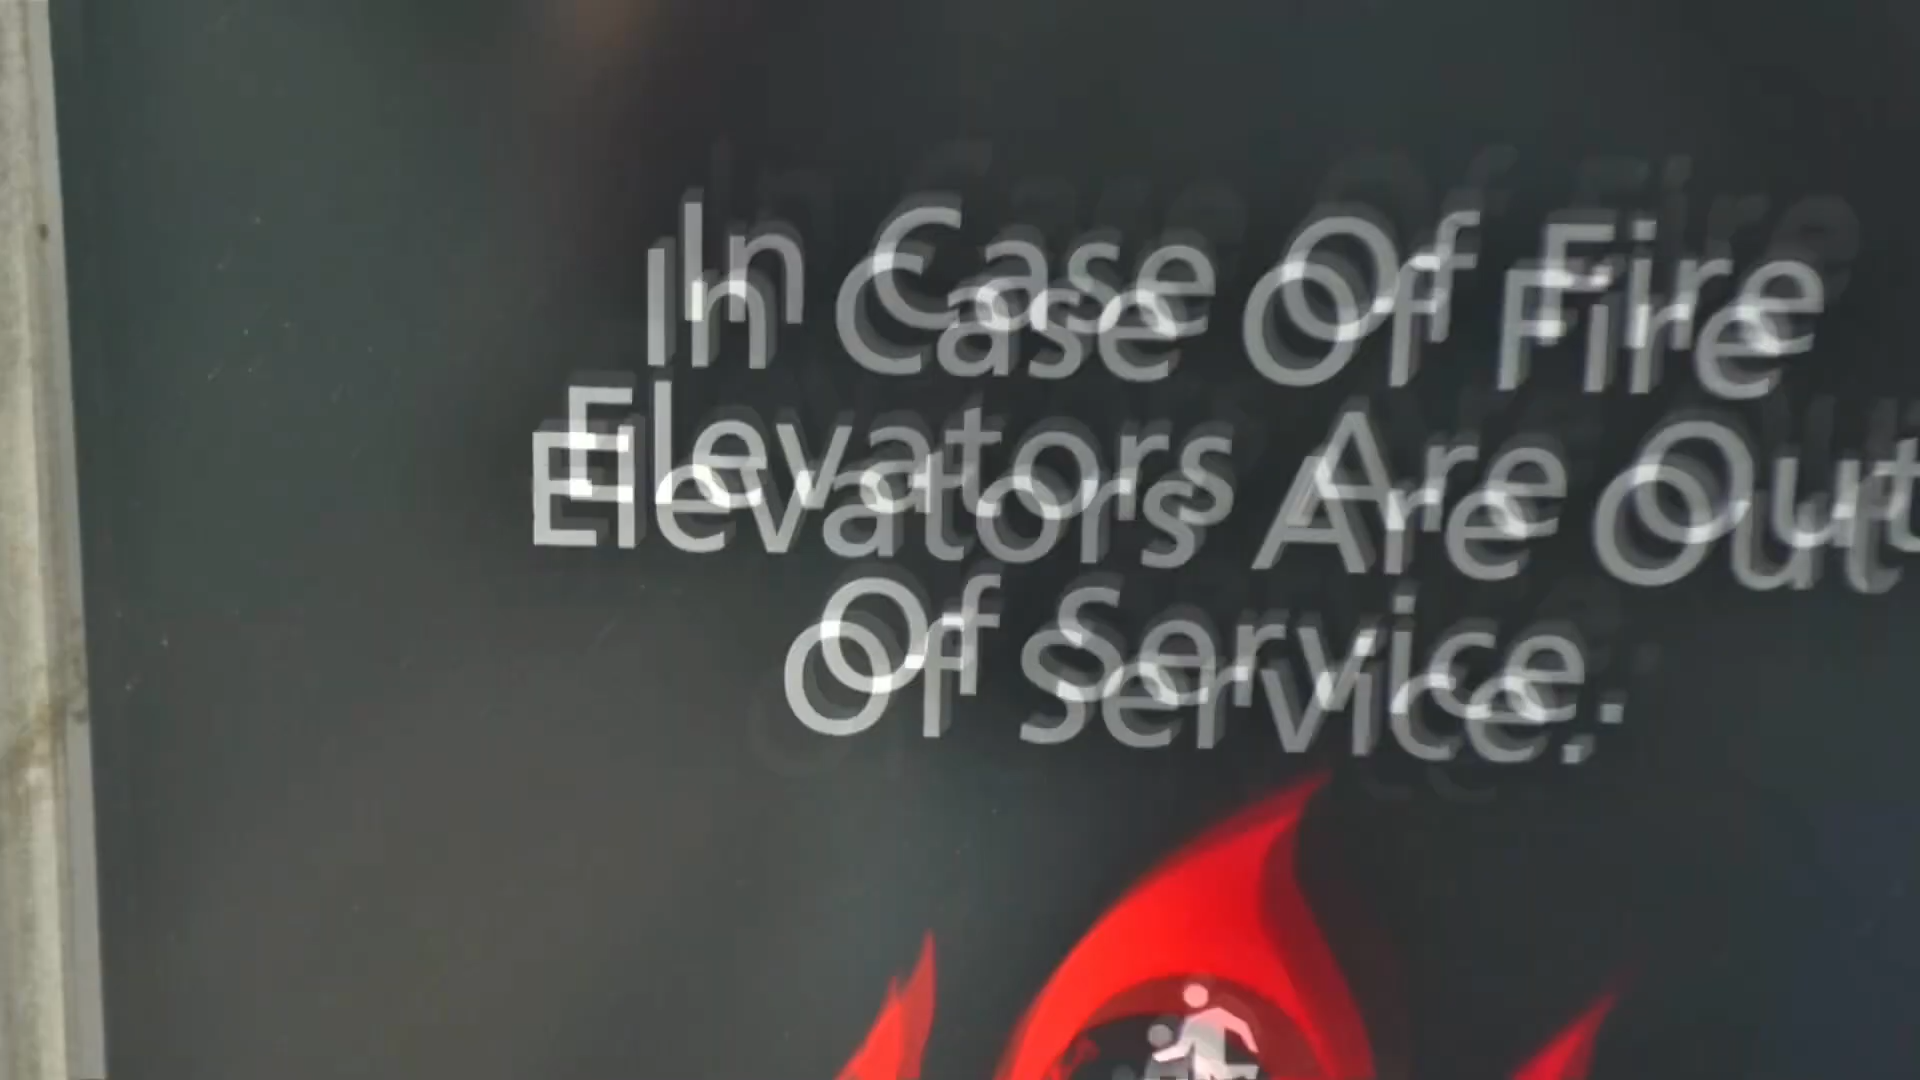 In Case Of Fire
Elevators Are Out
Of Service.